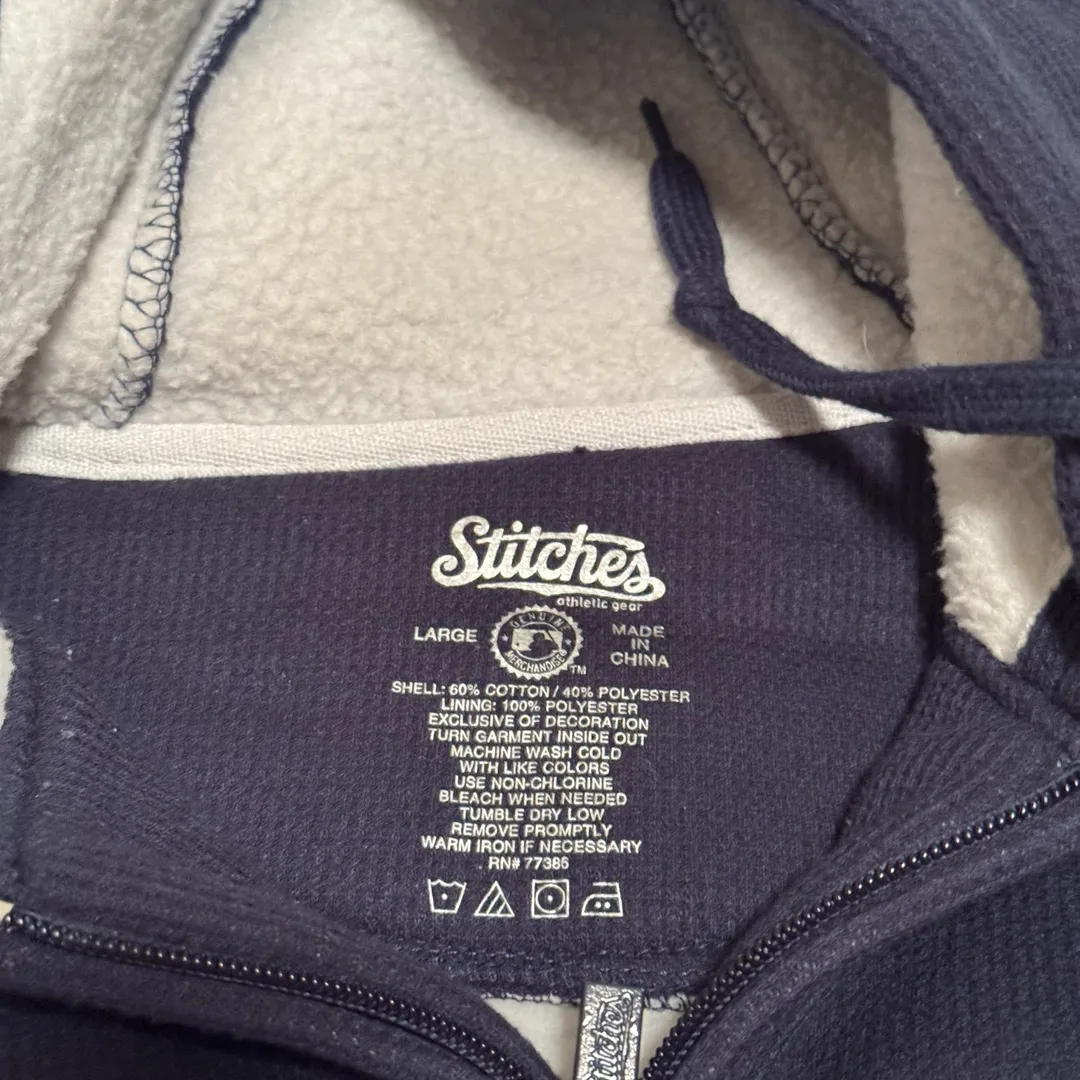 Stitches
athletic gear
LARGE
GENUINE
MERCHANDISE
TM
MADE
IN
CHINA
SHELL: 60% COTTON / 40% POLYESTER
LINING: 100% POLYESTER
EXCLUSIVE OF DECORATION
TURN GARMENT INSIDE OUT
MACHINE WASH COLD
WITH LIKE COLORS
USE NON-CHLORINE
BLEACH WHEN NEEDED
TUMBLE DRY LOW
REMOVE PROMPTLY
WARM IRON IF NECESSARY
RN# 77386
Stitches